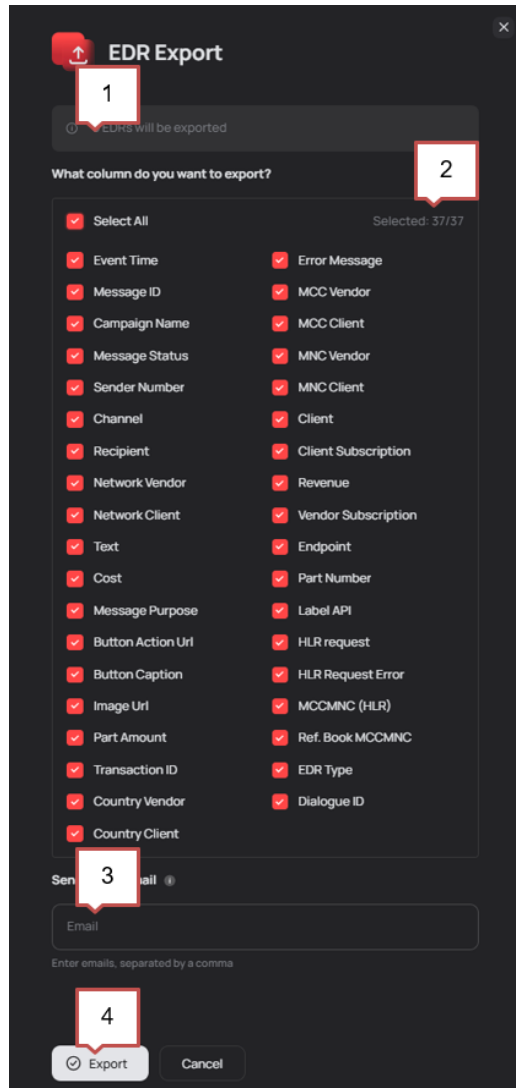 EDR Export
1
EDRs will be exported
What column do you want to export?
2
Select All
Selected: 37/37
Event Time
Error Message
Message ID
MCC Vendor
Campaign Name
MCC Client
Message Status
MNC Vendor
Sender Number
MNC Client
Channel
Client
Recipient
Client Subscription
Network Vendor
Revenue
Network Client
Vendor Subscription
Text
Endpoint
Cost
Part Number
Message Purpose
Label API
Button Action Url
HLR request
Button Caption
HLR Request Error
Image Url
MCCMNC (HLR)
Part Amount
Ref. Book MCCMNC
Transaction ID
EDR Type
Country Vendor
Dialogue ID
Country Client
3
Email
Enter emails, separated by a comma
4
Export
Cancel